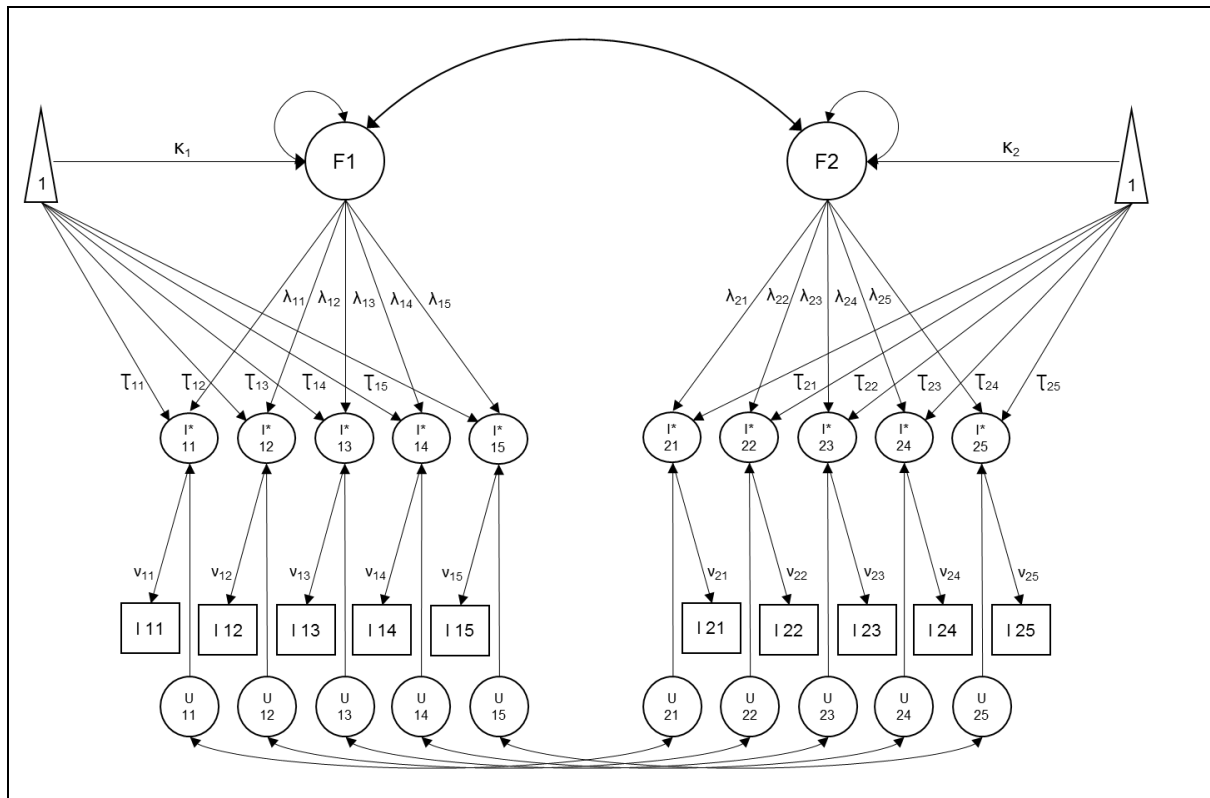 F1
F2
1
1
κ₁
κ₂
λ₁₁ λ₁₂ λ₁₃ λ₁₄ λ₁₅
λ₂₁ λ₂₂ λ₂₃ λ₂₄ λ₂₅
τ₁₁ τ₁₂ τ₁₃ τ₁₄ τ₁₅
τ₂₁ τ₂₂ τ₂₃ τ₂₄ τ₂₅
I* 11
I* 12
I* 13
I* 14
I* 15
I* 21
I* 22
I* 23
I* 24
I* 25
ν₁₁ ν₁₂ ν₁₃ ν₁₄ ν₁₅
ν₂₁ ν₂₂ ν₂₃ ν₂₄ ν₂₅
I 11
I 12
I 13
I 14
I 15
I 21
I 22
I 23
I 24
I 25
U 11
U 12
U 13
U 14
U 15
U 21
U 22
U 23
U 24
U 25